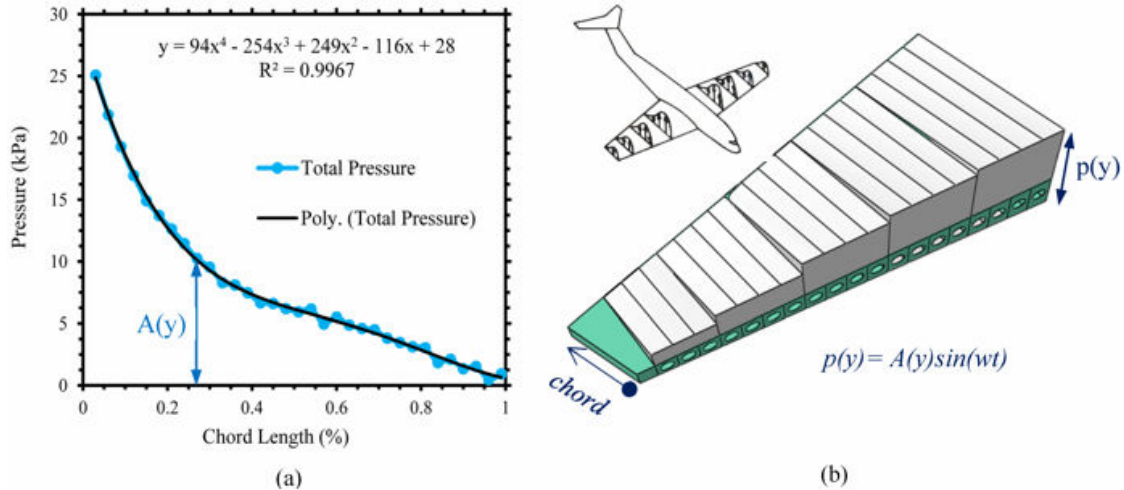 30
25
20
15
10
5
0
Pressure (kPa)
y = 94x⁴ - 254x³ + 249x² - 116x + 28
R² = 0.9967
Total Pressure
Poly. (Total Pressure)
A(y)
0 0.2 0.4 0.6 0.8 1
Chord Length (%)
(a)
p(y)
p(y)= A(y)sin(wt)
chord
(b)